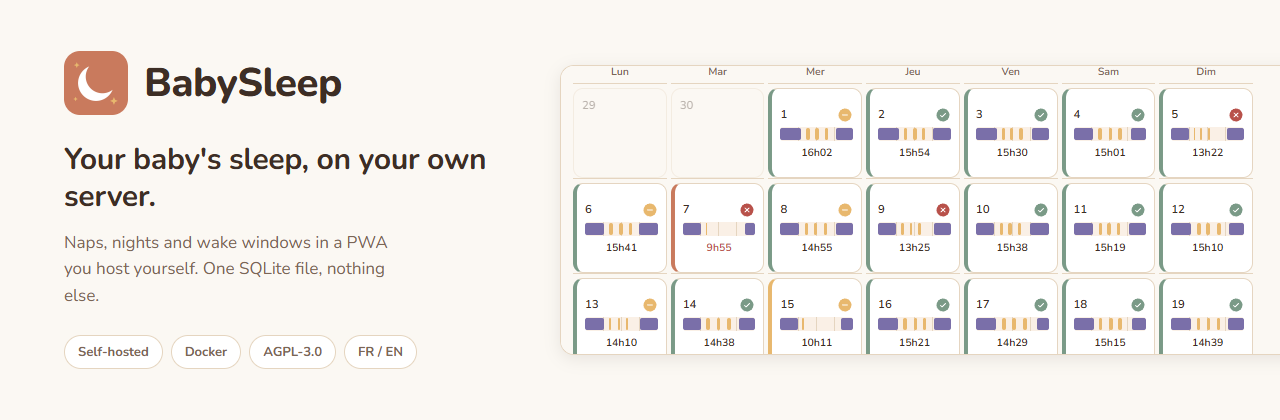 BabySleep
Your baby's sleep, on your own
server.
Naps, nights and wake windows in a PWA
you host yourself. One SQLite file, nothing
else.
Self-hosted Docker AGPL-3.0 FR / EN
Lun Mar Mer Jeu Ven Sam Dim
29 30 1 2 3 4 5
16h02 15h54 15h30 15h01 13h22
6 7 8 9 10 11 12
15h41 9h55 14h55 13h25 15h38 15h19 15h10
13 14 15 16 17 18 19
14h10 14h38 10h11 15h21 14h29 15h15 14h39